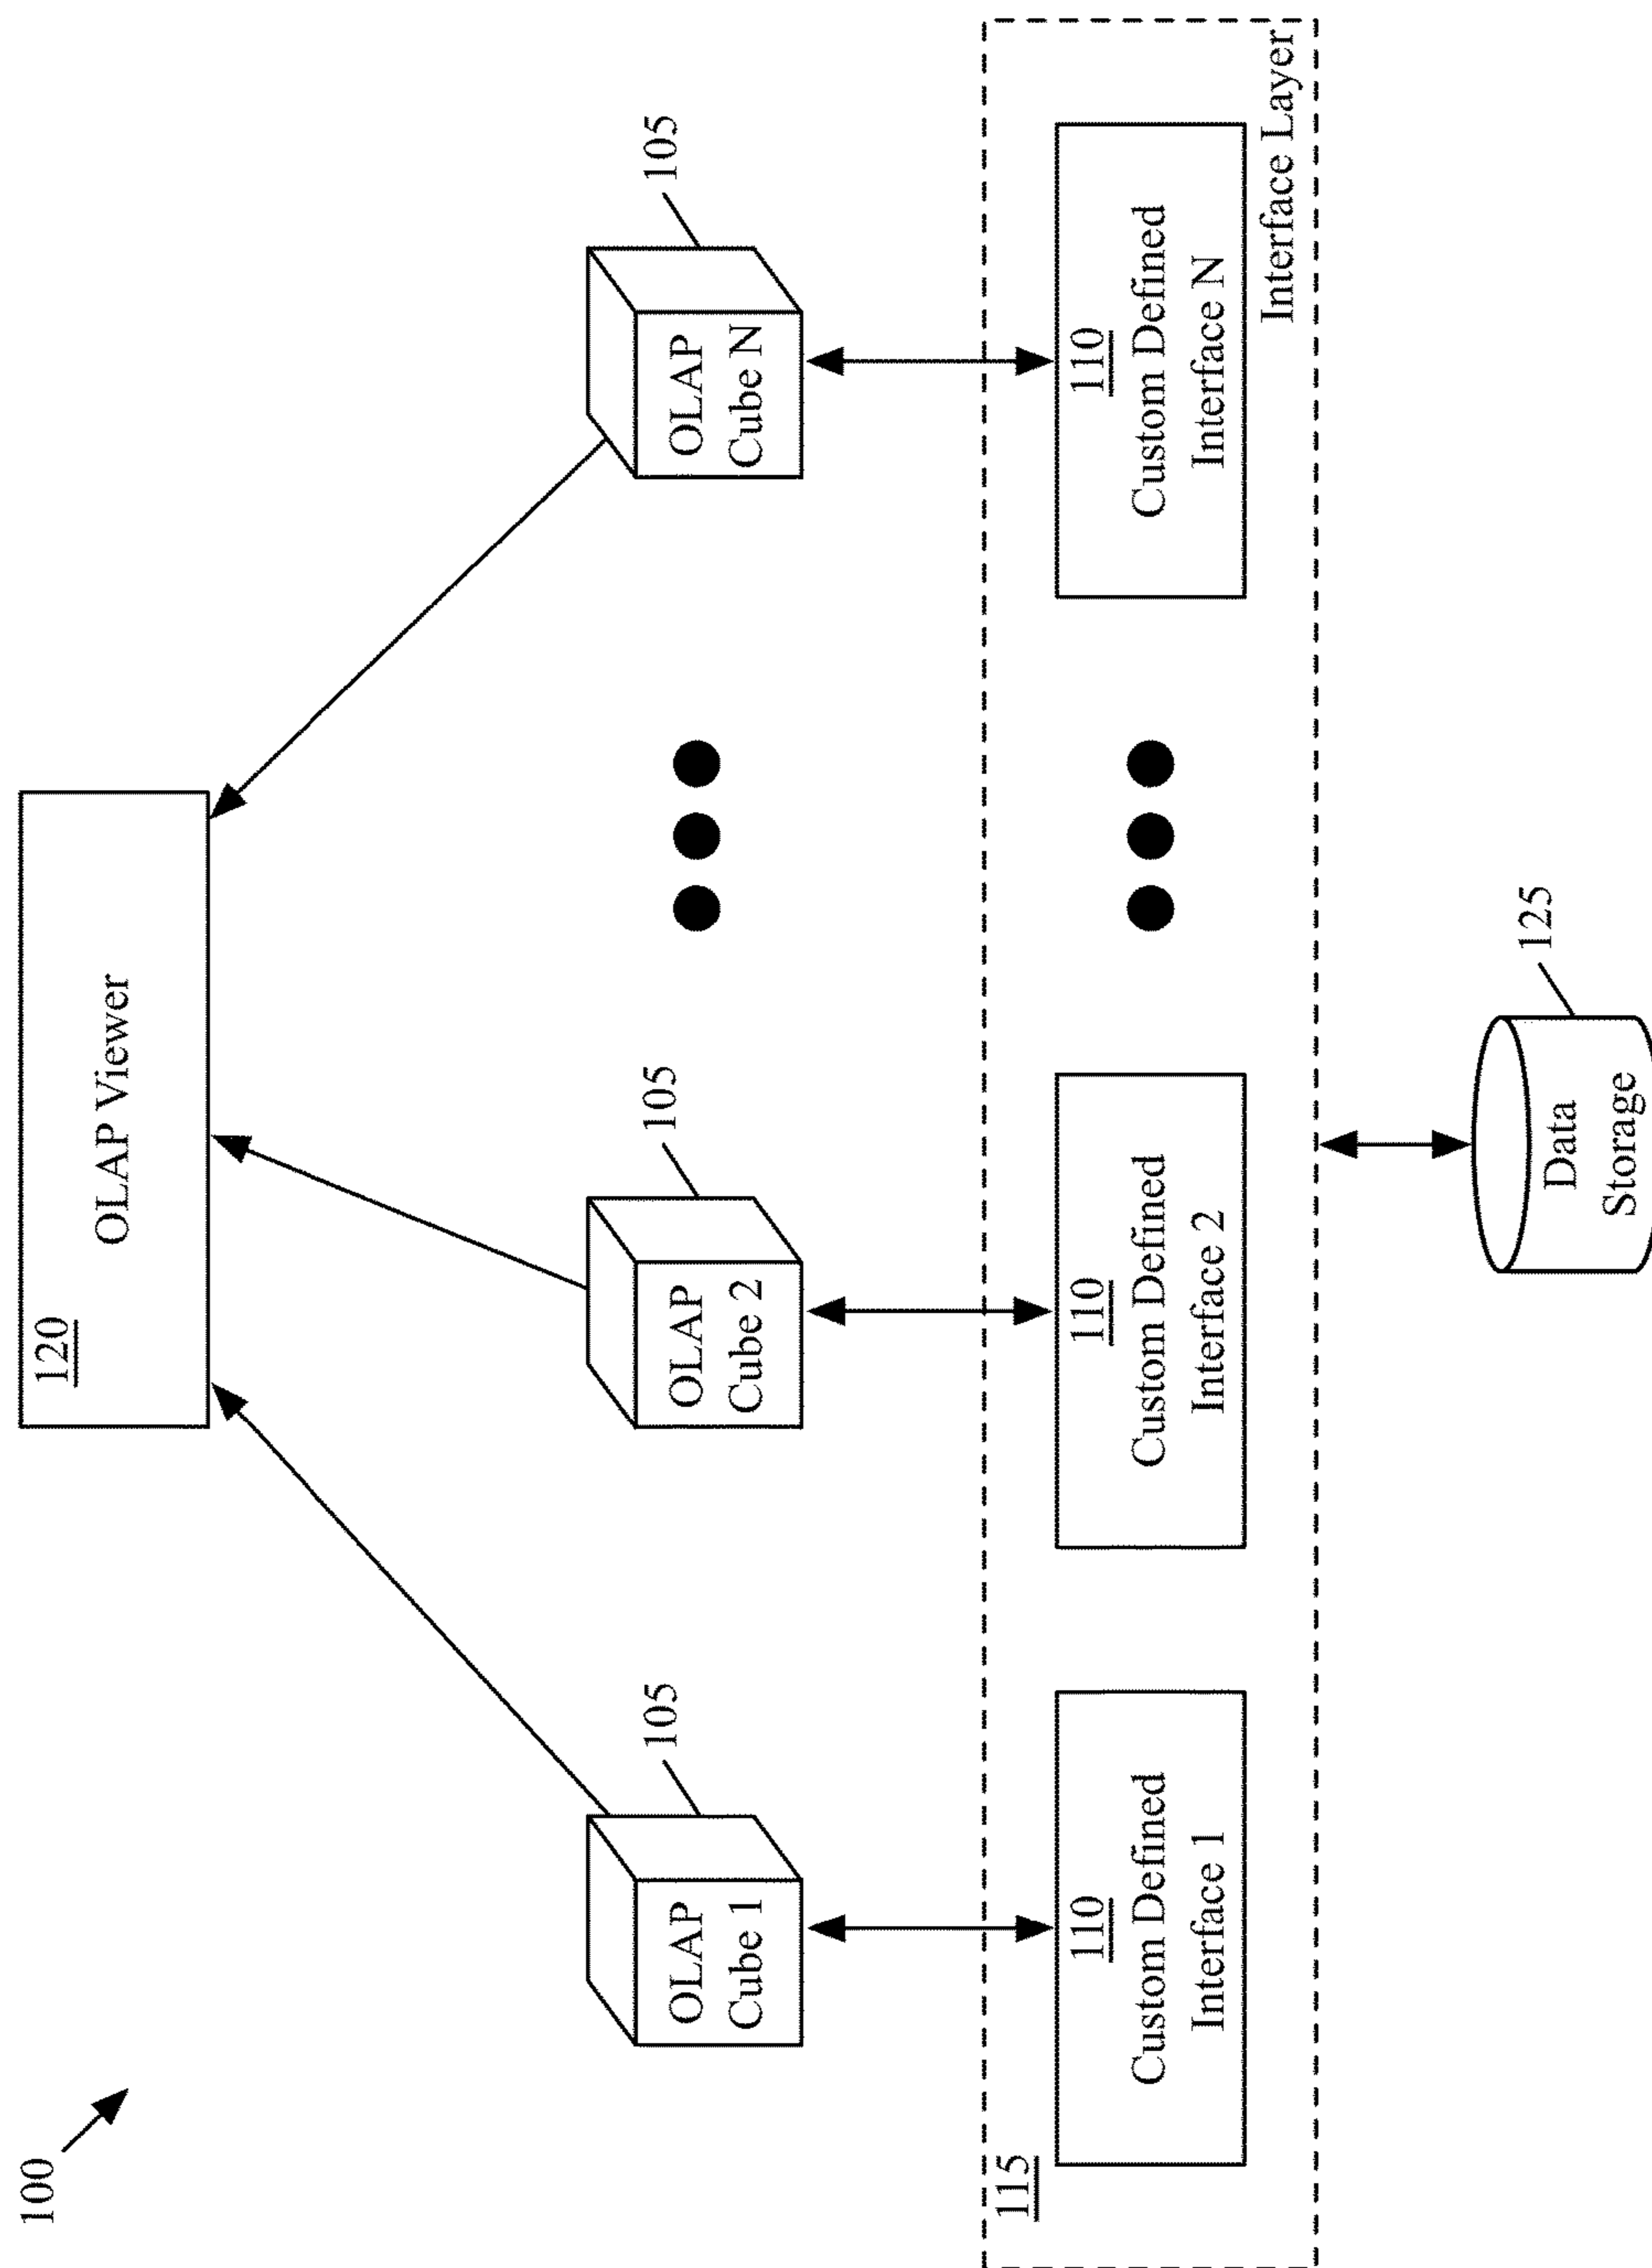 100
120
OLAP Viewer
105
OLAP
Cube 1
105
OLAP
Cube 2
105
OLAP
Cube N
115
110
Custom Defined
Interface 1
110
Custom Defined
Interface 2
110
Custom Defined
Interface N
Interface Layer
125
Data
Storage